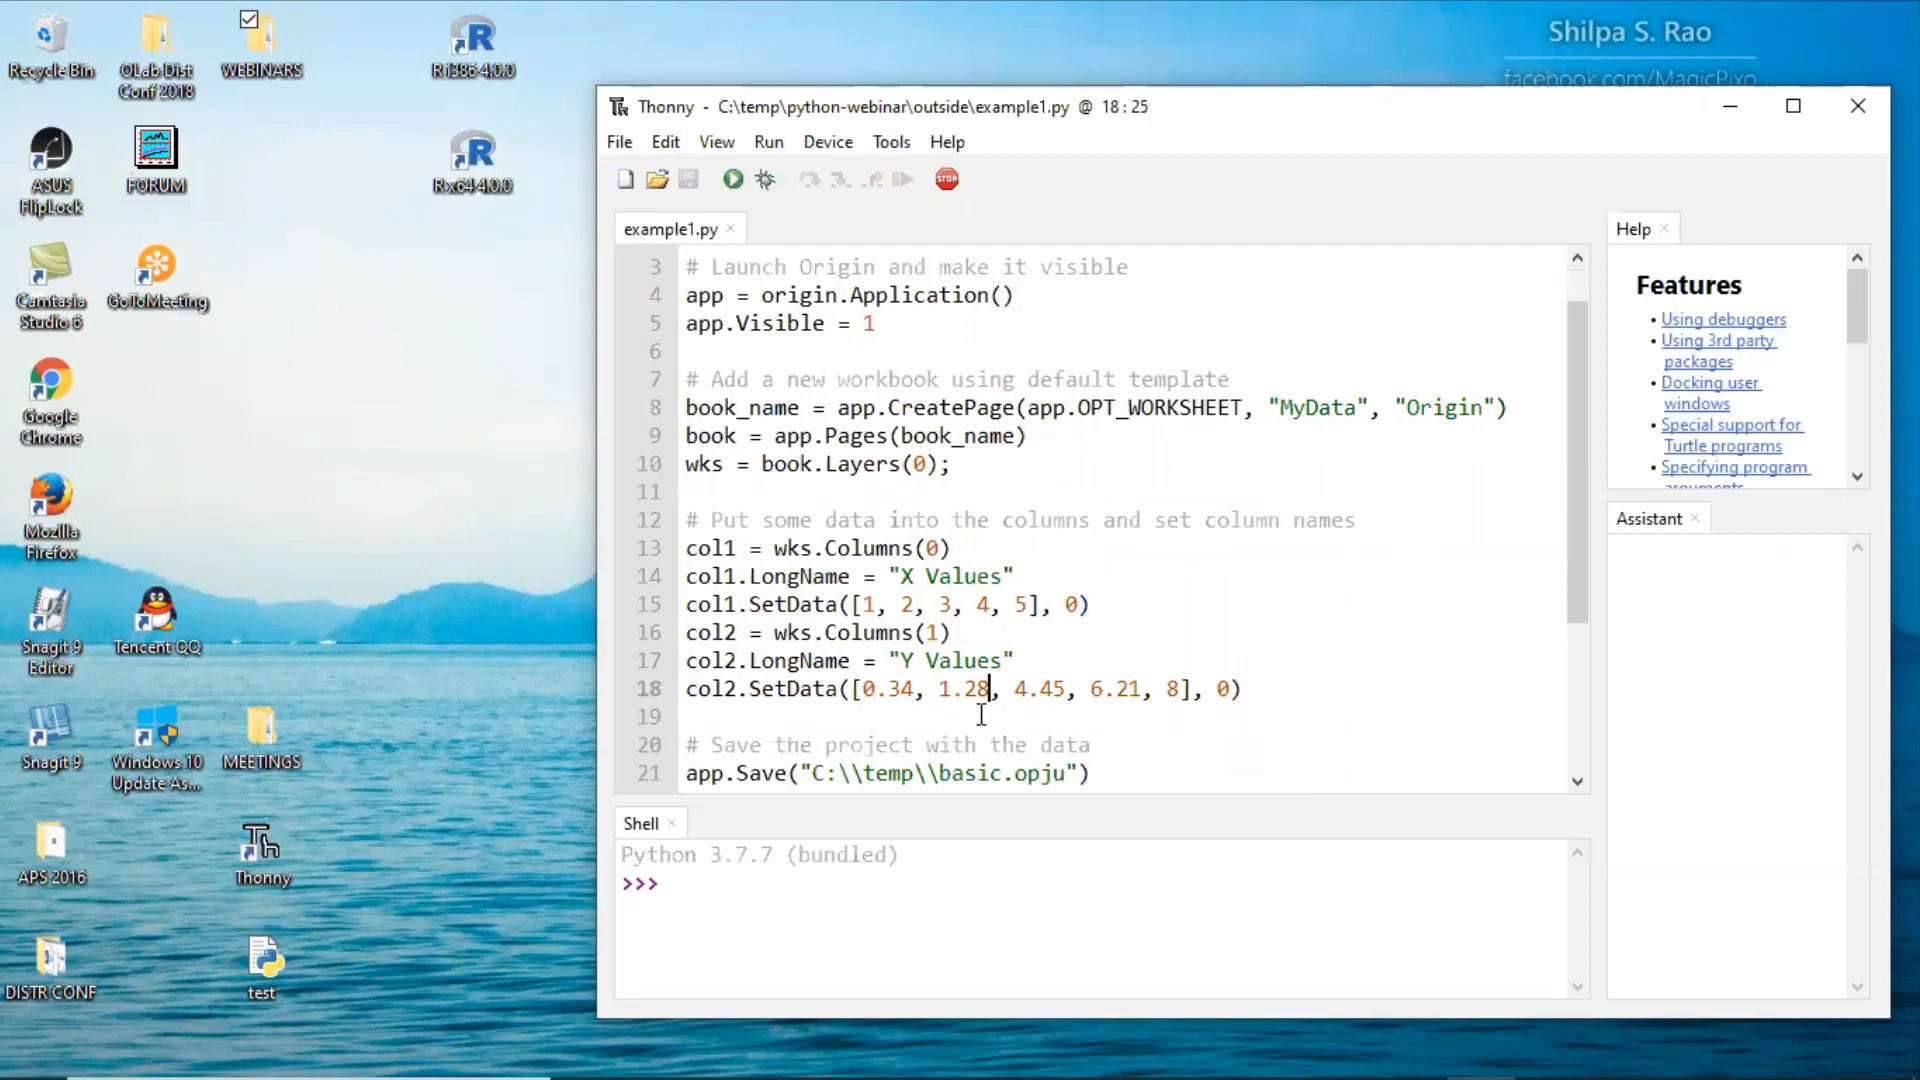 Recycle Bin
OLab Dist
Conf 2018
WEBINARS
R i386 4.0.0
ASUS
FlipLock
FORUM
R x64 4.0.0
Camtasia
Studio 6
GoToMeeting
Google
Chrome
Mozilla
Firefox
Snagit 9
Editor
Tencent QQ
Snagit 9
Windows 10
Update As...
MEETINGS
APS 2016
Thonny
DISTR CONF
test
Shilpa S. Rao
facebook.com/MagicPixo
Thonny - C:\temp\python-webinar\outside\example1.py @ 18:25
File Edit View Run Device Tools Help
STOP
example1.py
3 # Launch Origin and make it visible
4 app = origin.Application()
5 app.Visible = 1
6
7 # Add a new workbook using default template
8 book_name = app.CreatePage(app.OPT_WORKSHEET, "MyData", "Origin")
9 book = app.Pages(book_name)
10 wks = book.Layers(0);
11
12 # Put some data into the columns and set column names
13 col1 = wks.Columns(0)
14 col1.LongName = "X Values"
15 col1.SetData([1, 2, 3, 4, 5], 0)
16 col2 = wks.Columns(1)
17 col2.LongName = "Y Values"
18 col2.SetData([0.34, 1.28, 4.45, 6.21, 8], 0)
19
20 # Save the project with the data
21 app.Save("C:\\temp\\basic.opju")
Shell
Python 3.7.7 (bundled)
>>>
Help
Features
• Using debuggers
• Using 3rd party
packages
• Docking user
windows
• Special support for
Turtle programs
• Specifying program
arguments
Assistant